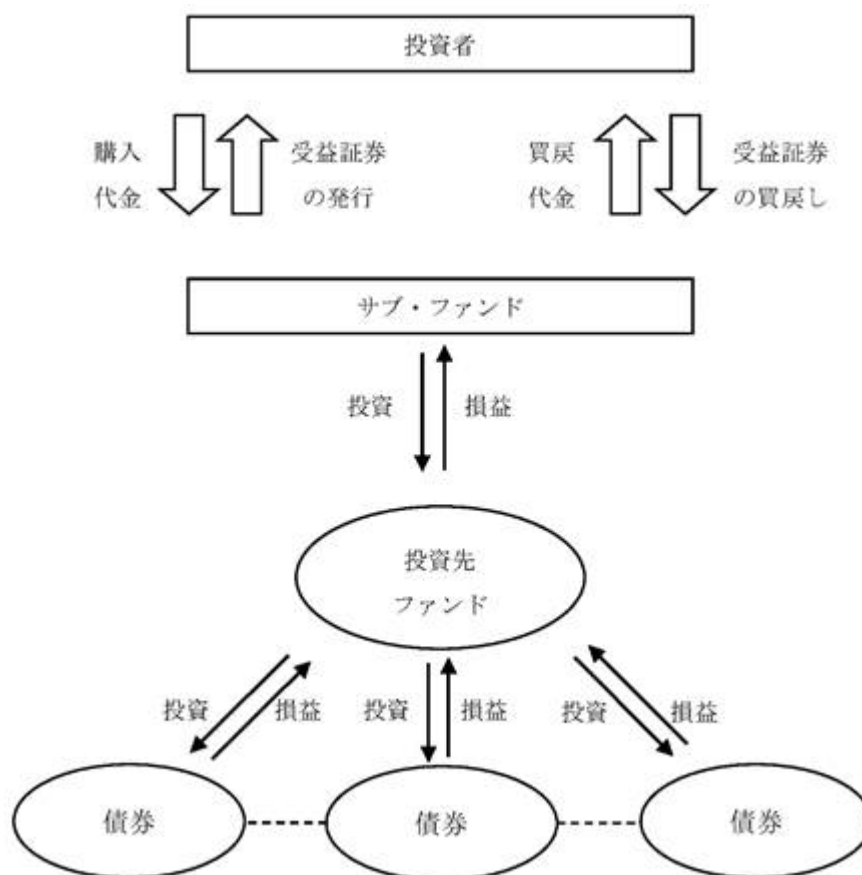 投資者
購入
代金
受益証券
の発行
買戻
代金
受益証券
の買戻し
サブ・ファンド
投資
損益
投資先
ファンド
投資
損益
投資
損益
投資
損益
債券
債券
債券